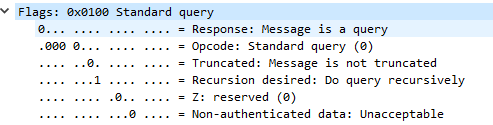 Flags: 0x0100 Standard query
0... .... .... .... = Response: Message is a query
.000 0... .... .... = Opcode: Standard query (0)
.... ..0. .... .... = Truncated: Message is not truncated
.... ...1 .... .... = Recursion desired: Do query recursively
.... .... .0.. .... = Z: reserved (0)
.... .... ...0 .... = Non-authenticated data: Unacceptable